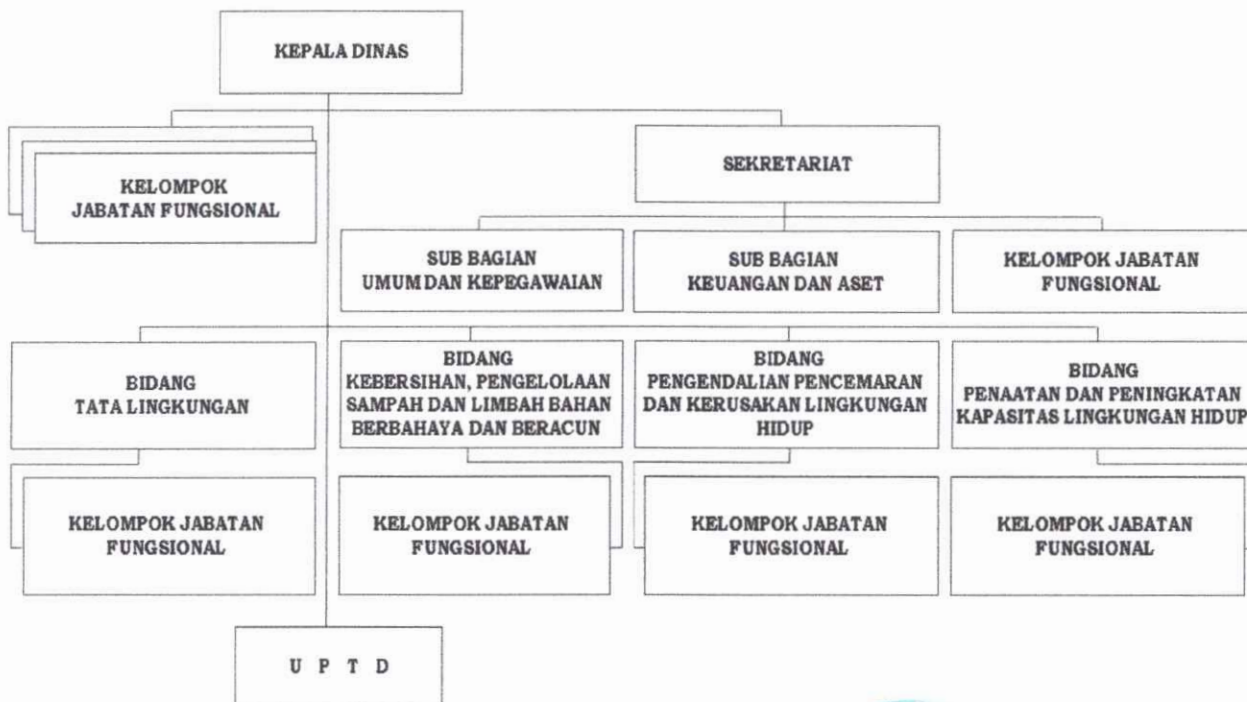 KEPALA DINAS
SEKRETARIAT
KELOMPOK
JABATAN FUNGSIONAL
SUB BAGIAN
UMUM DAN KEPEGAWAIAN
SUB BAGIAN
KEUANGAN DAN ASET
KELOMPOK JABATAN
FUNGSIONAL
BIDANG
TATA LINGKUNGAN
BIDANG
KEBERSIHAN, PENGELOLAAN
SAMPAH DAN LIMBAH BAHAN
BERBAHAYA DAN BERACUN
BIDANG
PENGENDALIAN PENCEMARAN
DAN KERUSAKAN LINGKUNGAN
HIDUP
BIDANG
PENAATAN DAN PENINGKATAN
KAPASITAS LINGKUNGAN HIDUP
KELOMPOK JABATAN
FUNGSIONAL
KELOMPOK JABATAN
FUNGSIONAL
KELOMPOK JABATAN
FUNGSIONAL
KELOMPOK JABATAN
FUNGSIONAL
U P T D